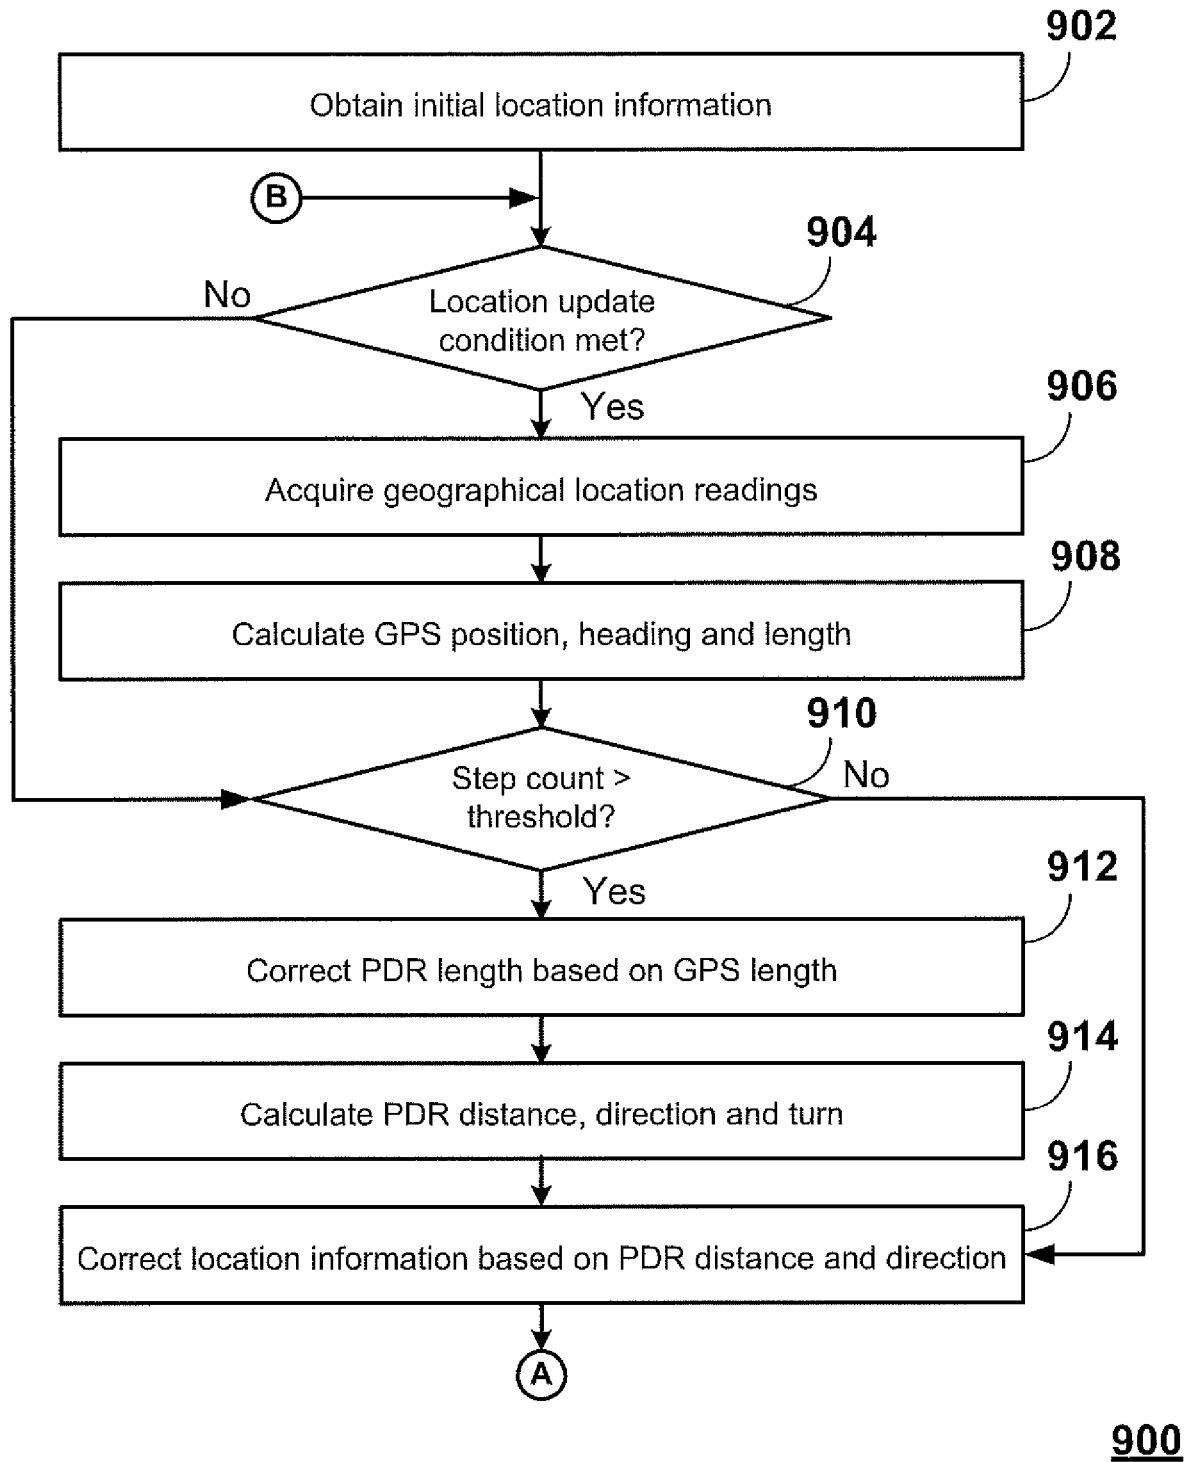 902
Obtain initial location information
B
904
No
Location update
condition met?
Yes
906
Acquire geographical location readings
908
Calculate GPS position, heading and length
910
Step count >
threshold?
No
Yes
912
Correct PDR length based on GPS length
914
Calculate PDR distance, direction and turn
916
Correct location information based on PDR distance and direction
A
900